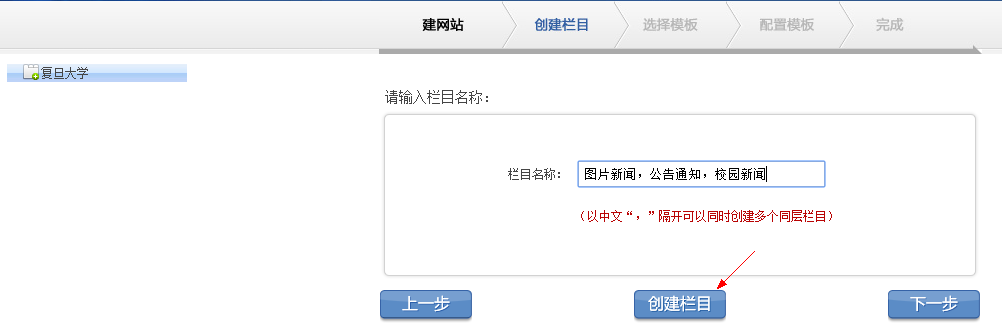 建网站 创建栏目 选择模板 配置模板 完成
复旦大学
请输入栏目名称：
栏目名称： 图片新闻，公告通知，校园新闻
（以中文“，”隔开可以同时创建多个同层栏目）
上一步 创建栏目 下一步